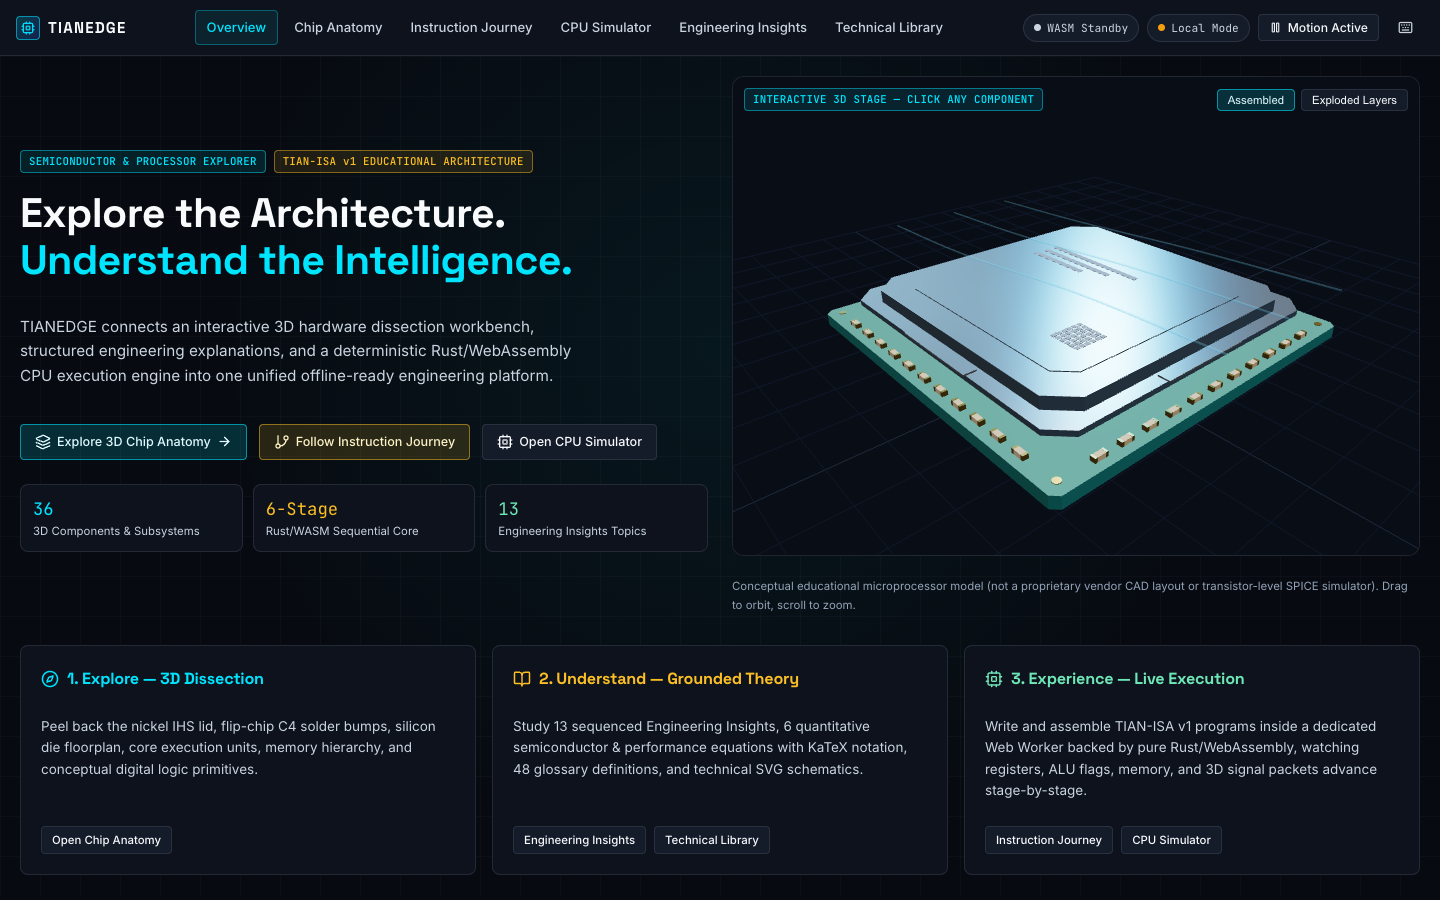 TIANEDGE
Overview
Chip Anatomy
Instruction Journey
CPU Simulator
Engineering Insights
Technical Library
WASM Standby
Local Mode
Motion Active
SEMICONDUCTOR & PROCESSOR EXPLORER
TIAN-ISA v1 EDUCATIONAL ARCHITECTURE
Explore the Architecture.
Understand the Intelligence.
TIANEDGE connects an interactive 3D hardware dissection workbench,
structured engineering explanations, and a deterministic Rust/WebAssembly
CPU execution engine into one unified offline-ready engineering platform.
Explore 3D Chip Anatomy
Follow Instruction Journey
Open CPU Simulator
36
3D Components & Subsystems
6-Stage
Rust/WASM Sequential Core
13
Engineering Insights Topics
INTERACTIVE 3D STAGE — CLICK ANY COMPONENT
Assembled
Exploded Layers
Conceptual educational microprocessor model (not a proprietary vendor CAD layout or transistor-level SPICE simulator). Drag
to orbit, scroll to zoom.
1. Explore — 3D Dissection
Peel back the nickel IHS lid, flip-chip C4 solder bumps, silicon
die floorplan, core execution units, memory hierarchy, and
conceptual digital logic primitives.
Open Chip Anatomy
2. Understand — Grounded Theory
Study 13 sequenced Engineering Insights, 6 quantitative
semiconductor & performance equations with KaTeX notation,
48 glossary definitions, and technical SVG schematics.
Engineering Insights
Technical Library
3. Experience — Live Execution
Write and assemble TIAN-ISA v1 programs inside a dedicated
Web Worker backed by pure Rust/WebAssembly, watching
registers, ALU flags, memory, and 3D signal packets advance
stage-by-stage.
Instruction Journey
CPU Simulator